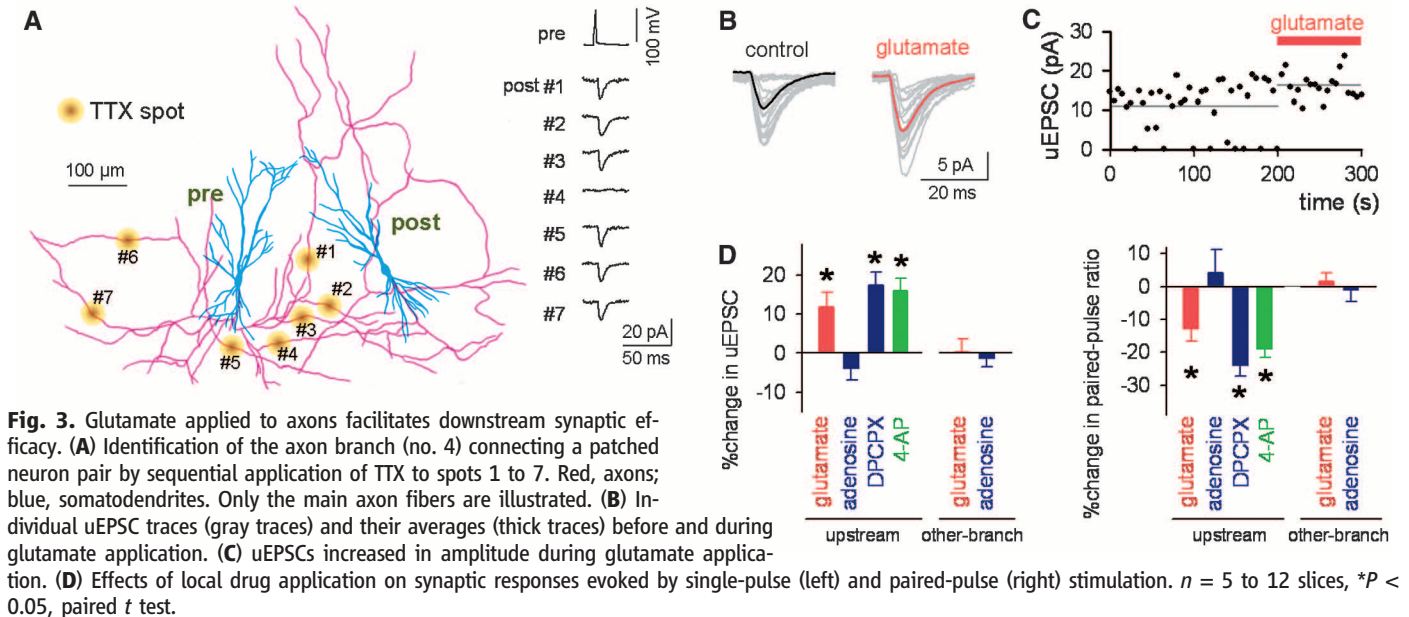 A
pre
100 mV
post #1
#2
#3
#4
#5
#6
#7
20 pA
50 ms
TTX spot
100 µm
pre
post
#1
#2
#3
#4
#5
#6
#7
B
control
glutamate
5 pA
20 ms
C
glutamate
uEPSC (pA)
30
20
10
0
0
100
200
300
time (s)
D
%change in uEPSC
20
10
0
-10
glutamate
adenosine
DPCPX
4-AP
glutamate
adenosine
upstream
other-branch
* * *
%change in paired-pulse ratio
10
0
-10
-20
-30
* * *
glutamate
adenosine
DPCPX
4-AP
glutamate
adenosine
upstream
other-branch
Fig. 3. Glutamate applied to axons facilitates downstream synaptic ef-
ficacy. (A) Identification of the axon branch (no. 4) connecting a patched
neuron pair by sequential application of TTX to spots 1 to 7. Red, axons;
blue, somatodendrites. Only the main axon fibers are illustrated. (B) In-
dividual uEPSC traces (gray traces) and their averages (thick traces) before and during
glutamate application. (C) uEPSCs increased in amplitude during glutamate applica-
tion. (D) Effects of local drug application on synaptic responses evoked by single-pulse (left) and paired-pulse (right) stimulation. n = 5 to 12 slices, *P <
0.05, paired t test.